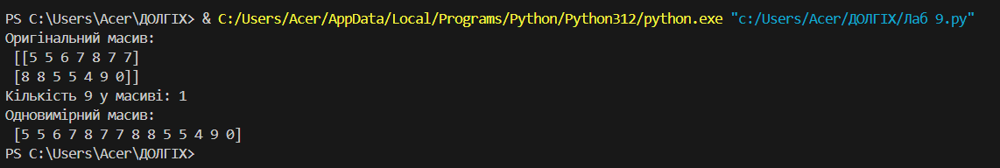 PS C:\Users\Acer\ДОЛГІХ> & C:/Users/Acer/AppData/Local/Programs/Python/Python312/python.exe "c:/Users/Acer/ДОЛГІХ/Лаб 9.py"
Оригінальний масив:
[[5 5 6 7 8 7 7]
[8 8 5 5 4 9 0]]
Кількість 9 у масиві: 1
Одновимірний масив:
[5 5 6 7 8 7 7 8 8 5 5 4 9 0]
PS C:\Users\Acer\ДОЛГІХ>